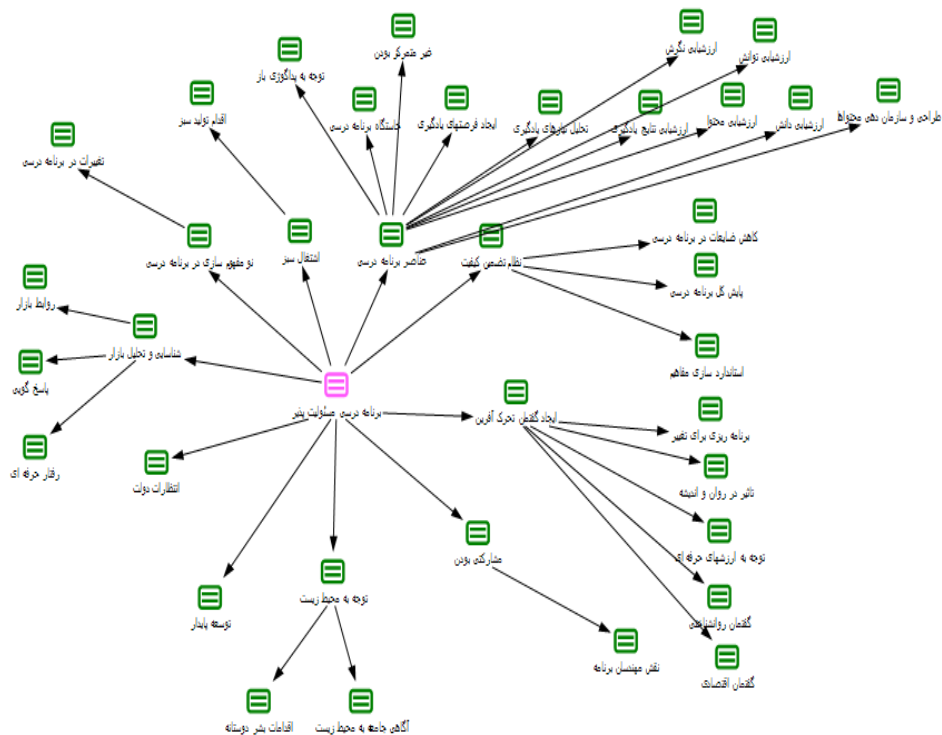 غیر متمرکز بودن
ارزشیابی نگرش
ارزشیابی توانش
توجه به پداگوژی باز
اقدام تولید سبز
خاستگاه برنامه درسی
ایجاد فرصتهای یادگیری
تحلیل نیازهای یادگیری
ارزشیابی نتایج یادگیری
ارزشیابی محتوا
ارزشیابی دانش
طراحی و سازمان دهی محتواها
تغییرات در برنامه درسی
نو مفهوم سازی در برنامه درسی
اشتغال سبز
عناصر برنامه درسی
نظام تضمن کیفیت
کاهش ضایعات در برنامه درسی
پایش کل برنامه درسی
استاندارد سازی مفاهیم
روابط بازار
شناسایی و تحلیل بازار
پاسخ گویی
رفتار حرفه ای
برنامه درسی مسئولیت پذیر
ایجاد گفتمان تحرک آفرین
برنامه ریزی برای تغییر
تاثیر در روان و اندیشه
توجه به ارزشهای حرفه ای
گفتمان روانشناختی
گفتمان اقتصادی
انتظارات دولت
مشارکتی بودن
توجه به محیط زیست
توسعه پایدار
نقش مهندسان برنامه
اقدامات بشر دوستانه
آگاهی جامعه به محیط زیست